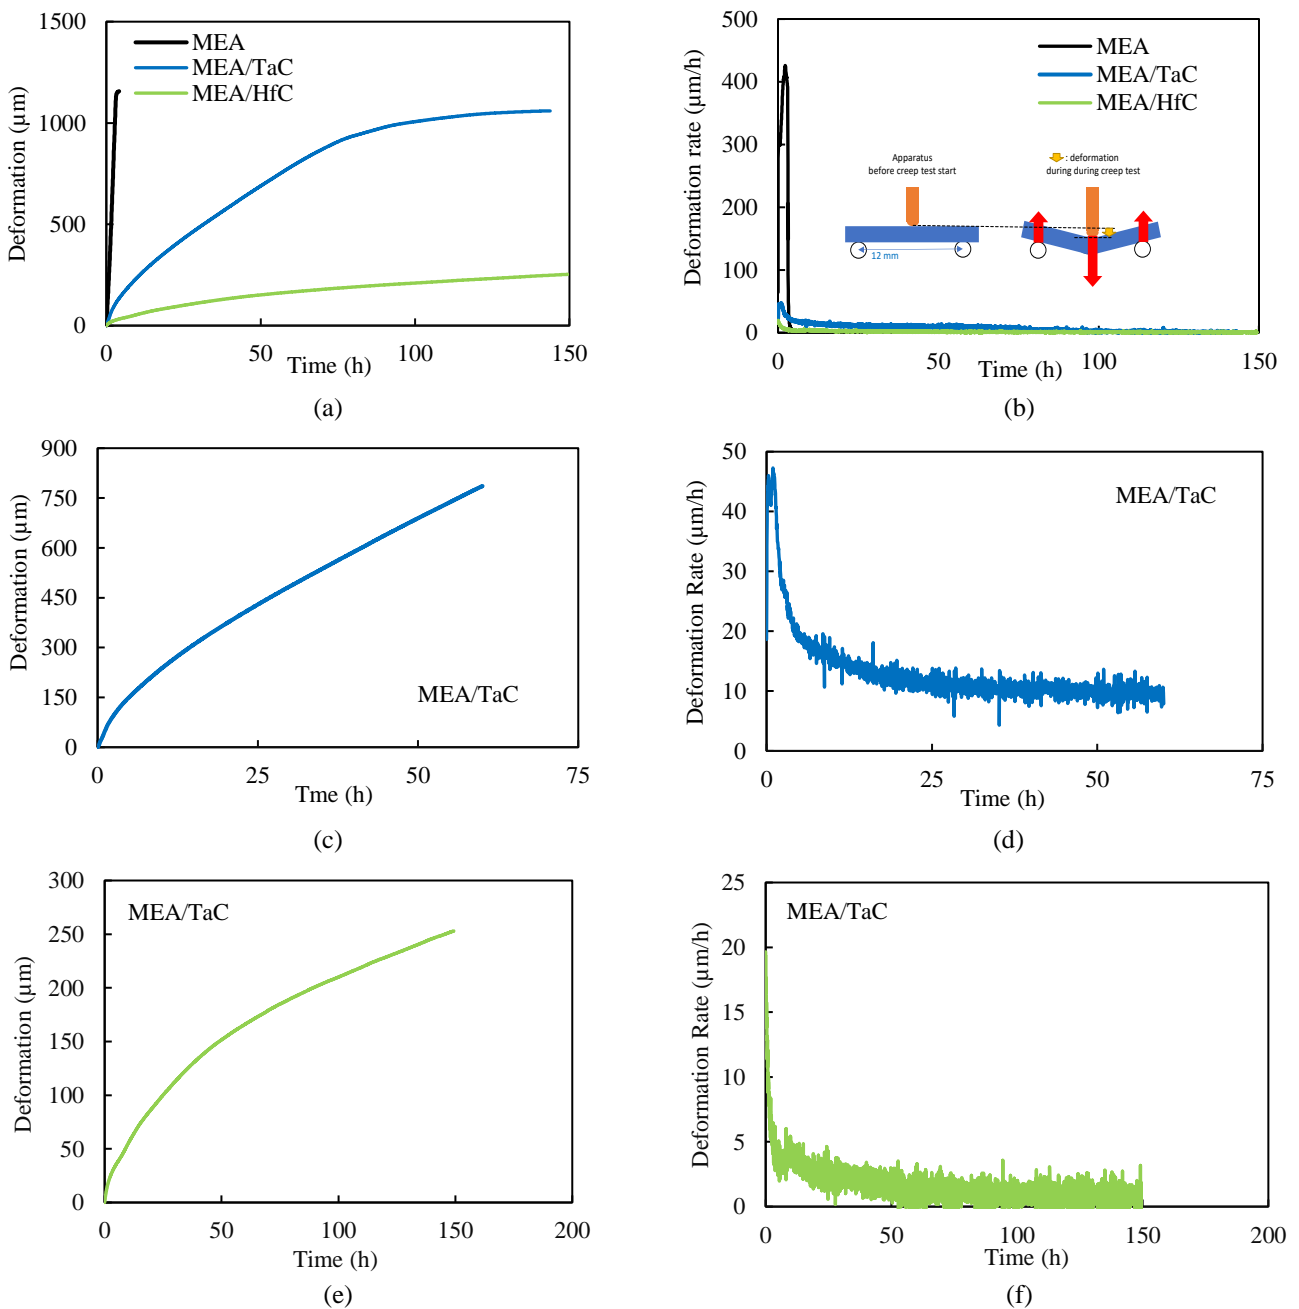 1500
1000
500
0
0
50
100
150
Deformation (µm)
Time (h)
MEA
MEA/TaC
MEA/HfC
(a)
500
400
300
200
100
0
0
50
100
150
Deformation rate (µm/h)
Time (h)
MEA
MEA/TaC
MEA/HfC
Apparatus
before creep test start
: deformation
during during creep test
12 mm
(b)
900
750
600
450
300
150
0
0
25
50
75
Deformation (µm)
Tme (h)
MEA/TaC
(c)
50
40
30
20
10
0
0
25
50
75
Deformation Rate (µm/h)
Time (h)
MEA/TaC
(d)
300
250
200
150
100
50
0
0
50
100
150
200
Deformation (µm)
Time (h)
MEA/TaC
(e)
25
20
15
10
5
0
0
50
100
150
200
Deformation Rate (µm/h)
Time (h)
MEA/TaC
(f)